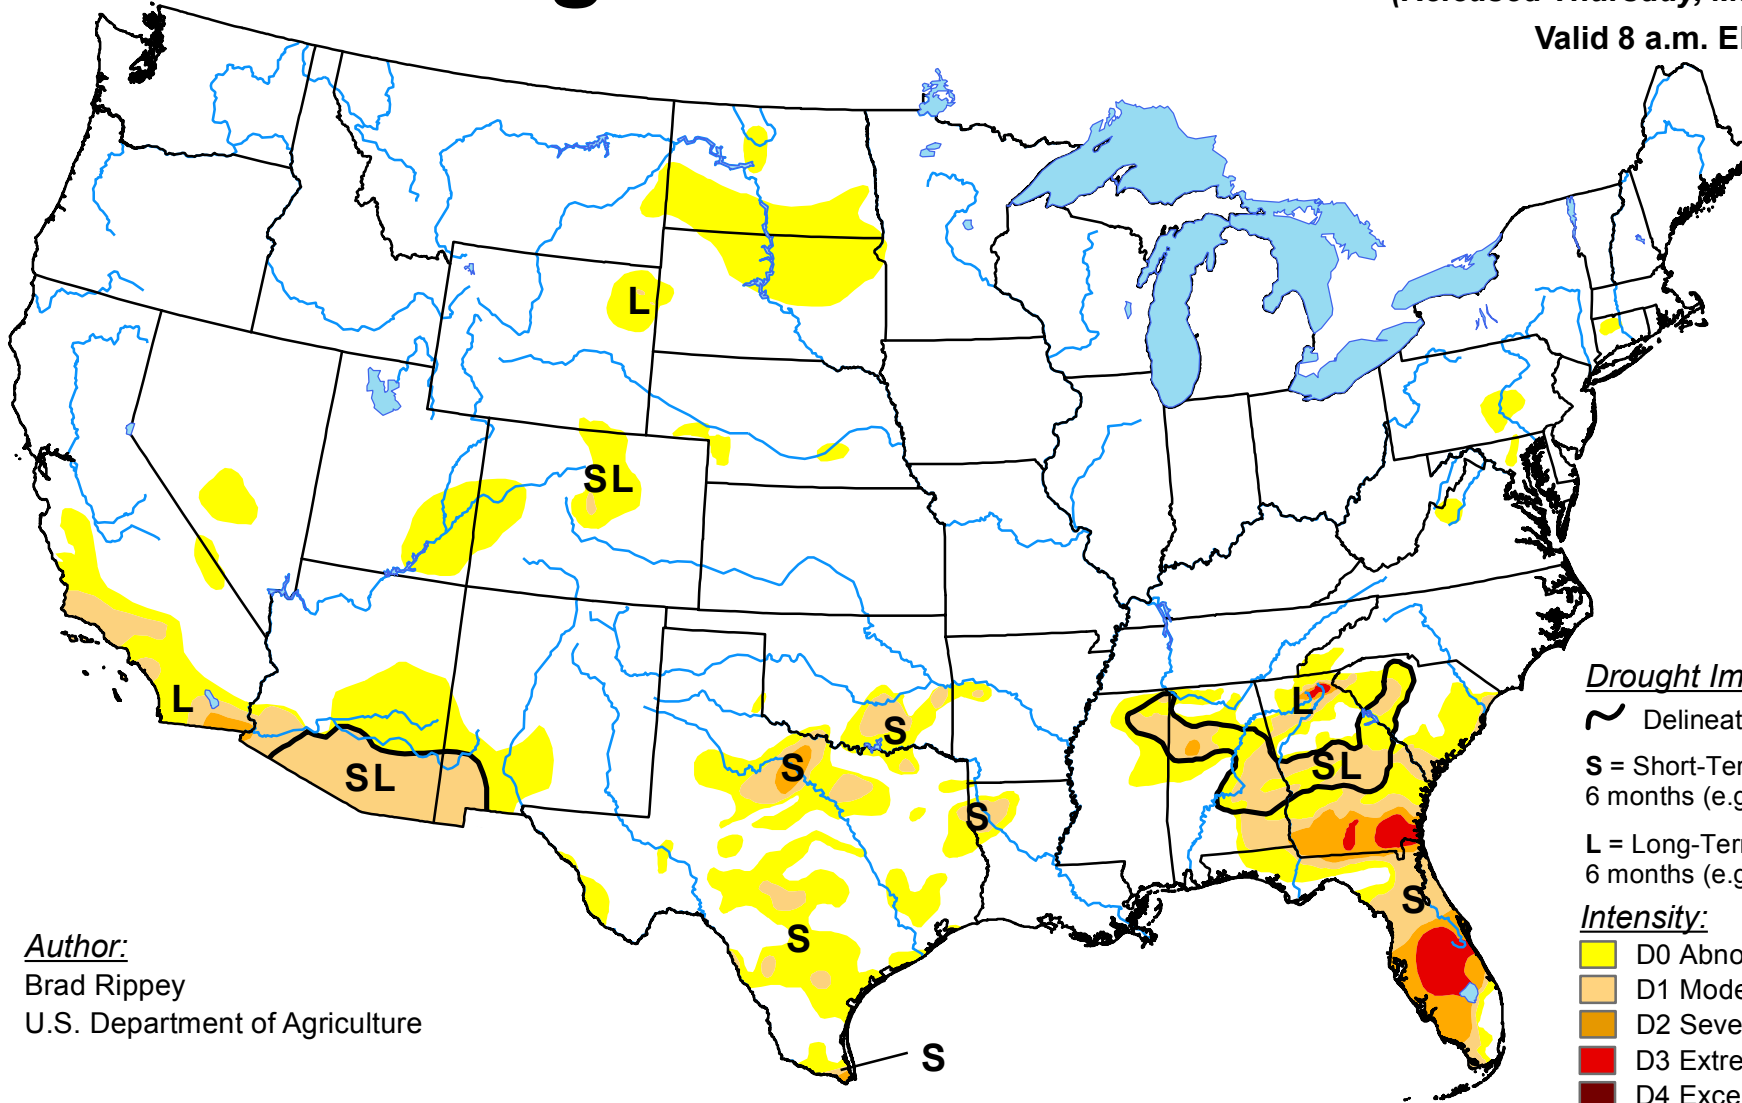 Valid 8 a.m.
L
SL
L
SL
S
S
S
S
S
L
SL
S
Drought
Delineat
S = Short-Ter
6 months (e.g
L = Long-Ter
6 months (e.g
Intensity:
D0 Abno
D1 Mode
D2 Seve
D3 Extre
D4 Exce
Author:
Brad Rippey
U.S. Department of Agriculture